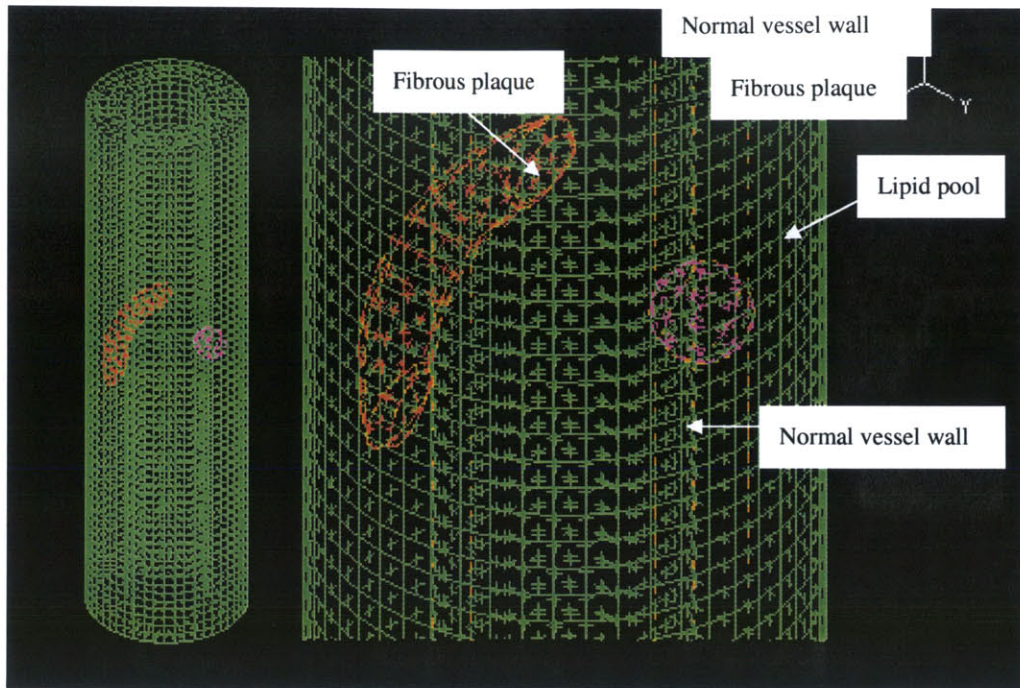 Normal vessel wall
Fibrous plaque
Fibrous plaque
Y
Lipid pool
Normal vessel wall